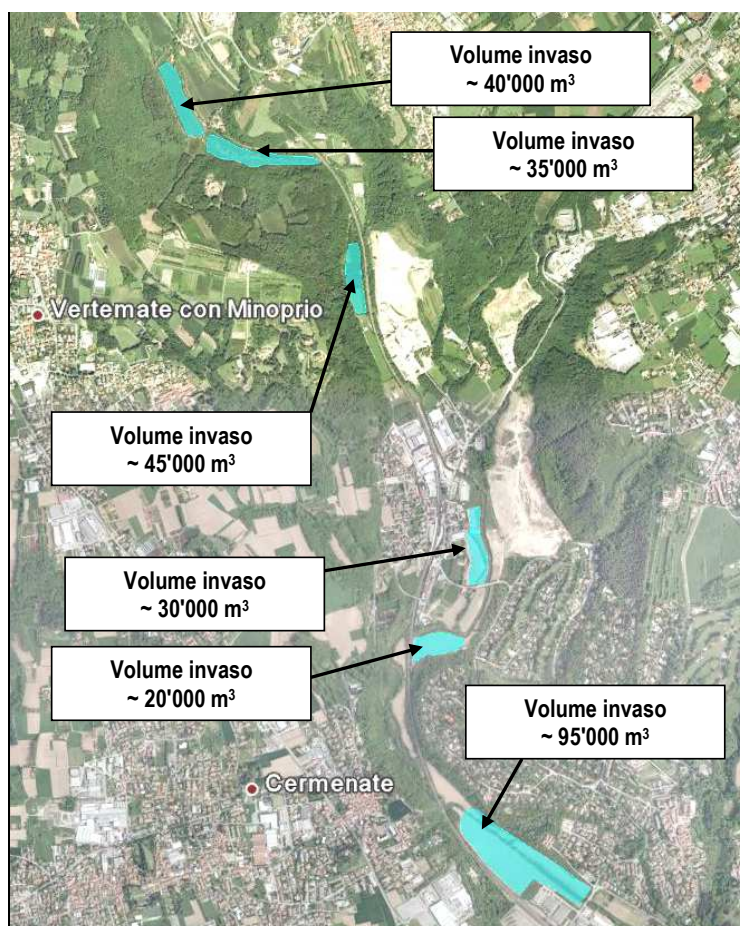 Volume invaso
~ 40'000 m³
Volume invaso
~ 35'000 m³
Vertemate con Minoprio
Volume invaso
~ 45'000 m³
Volume invaso
~ 30'000 m³
Volume invaso
~ 20'000 m³
Volume invaso
~ 95'000 m³
Cermenate